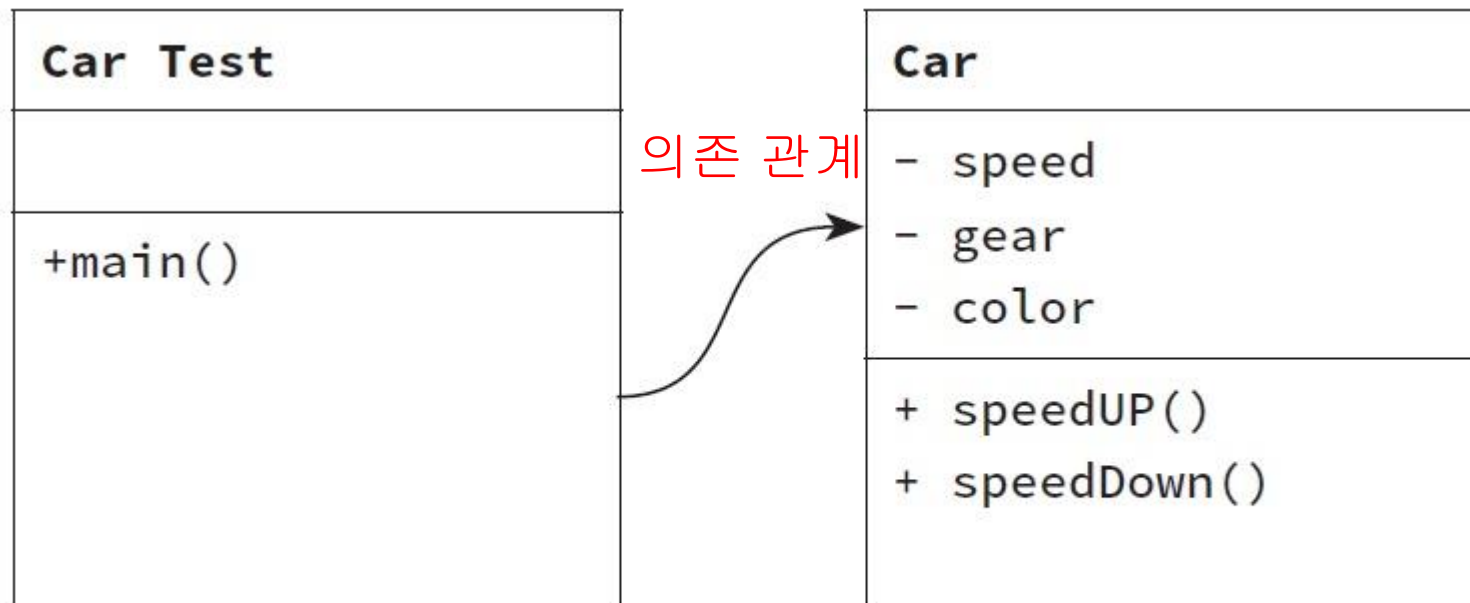 Car Test
+main()
의존 관계
Car
- speed
- gear
- color
+ speedUP()
+ speedDown()